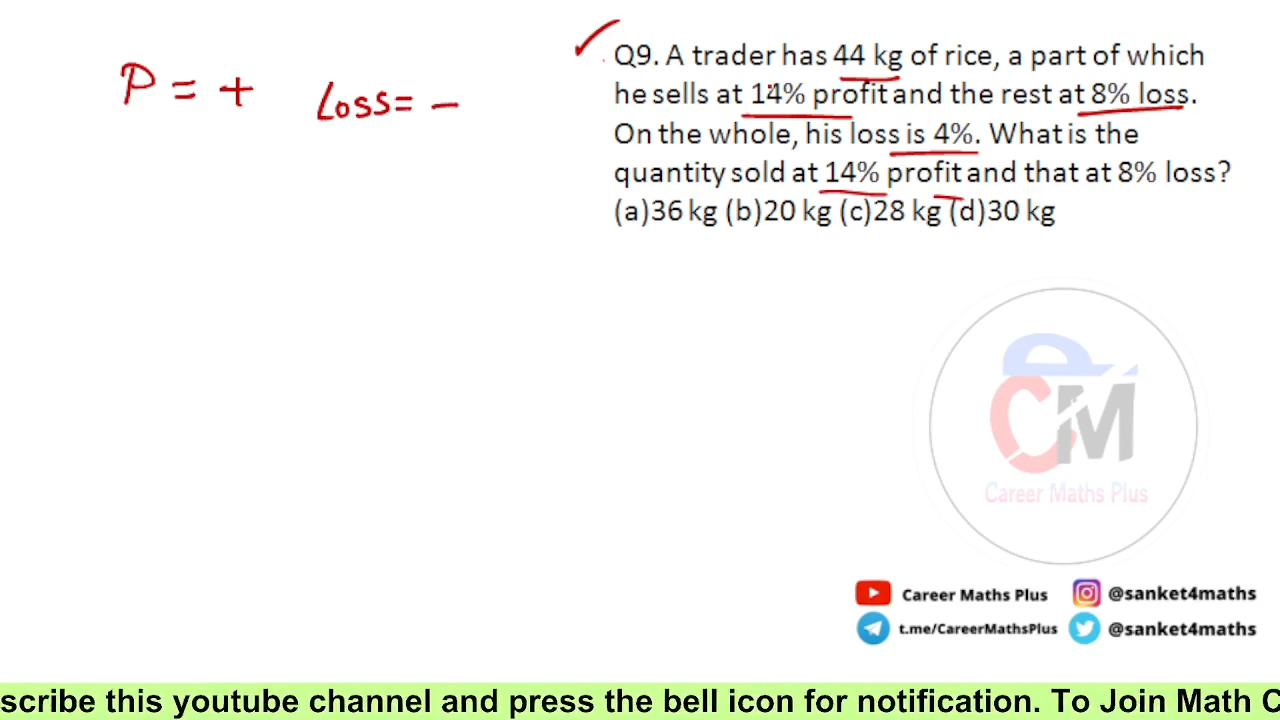 P = + Loss= −
Q9. A trader has 44 kg of rice, a part of which
he sells at 14% profit and the rest at 8% loss.
On the whole, his loss is 4%. What is the
quantity sold at 14% profit and that at 8% loss?
(a)36 kg (b)20 kg (c)28 kg (d)30 kg
CM
Career Maths Plus
Career Maths Plus @sanket4maths
t.me/CareerMathsPlus @sanket4maths
scribe this youtube channel and press the bell icon for notification. To Join Math C